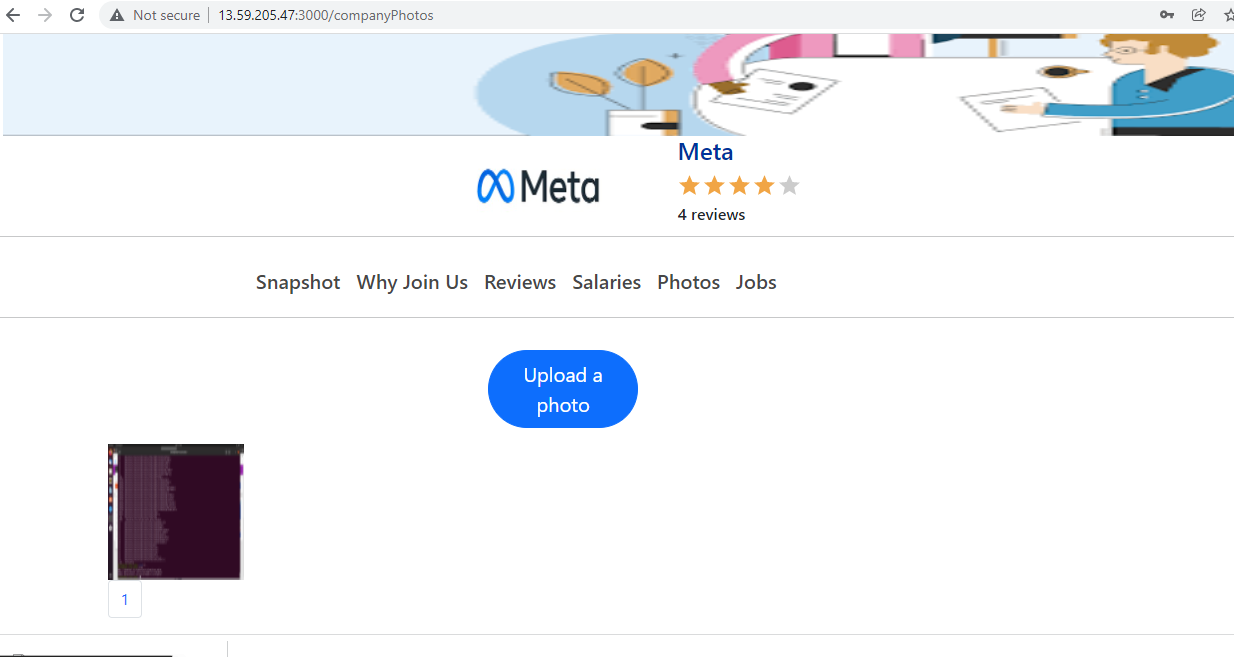 Not secure 13.59.205.47:3000/companyPhotos
Meta
Meta
4 reviews
Snapshot Why Join Us Reviews Salaries Photos Jobs
Upload a
photo
1